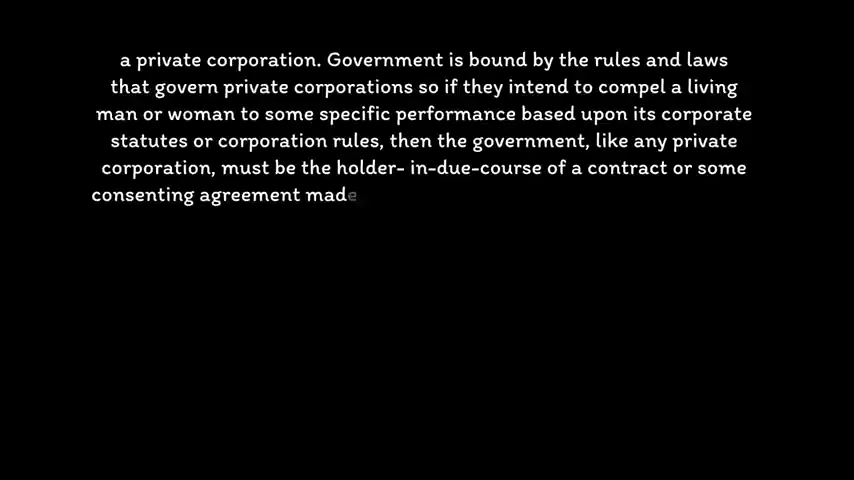 a private corporation. Government is bound by the rules and laws
that govern private corporations so if they intend to compel a living
man or woman to some specific performance based upon its corporate
statutes or corporation rules, then the government, like any private
corporation, must be the holder- in-due-course of a contract or some
consenting agreement made